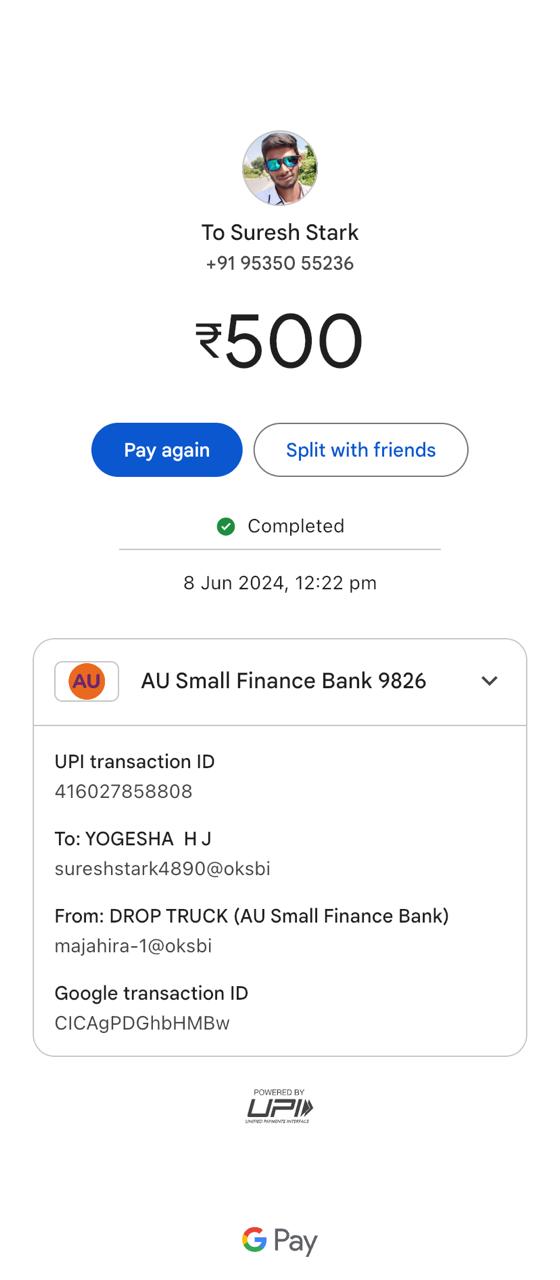 To Suresh Stark
+91 95350 55236
₹500
Pay again
Split with friends
Completed
8 Jun 2024, 12:22 pm
AU
AU Small Finance Bank 9826
UPI transaction ID
416027858808
To: YOGESHA  H J
sureshstark4890@oksbi
From: DROP TRUCK (AU Small Finance Bank)
majahira-1@oksbi
Google transaction ID
CICAgPDGhbHMBw
POWERED BY
UPI
UNIFIED PAYMENTS INTERFACE
G Pay